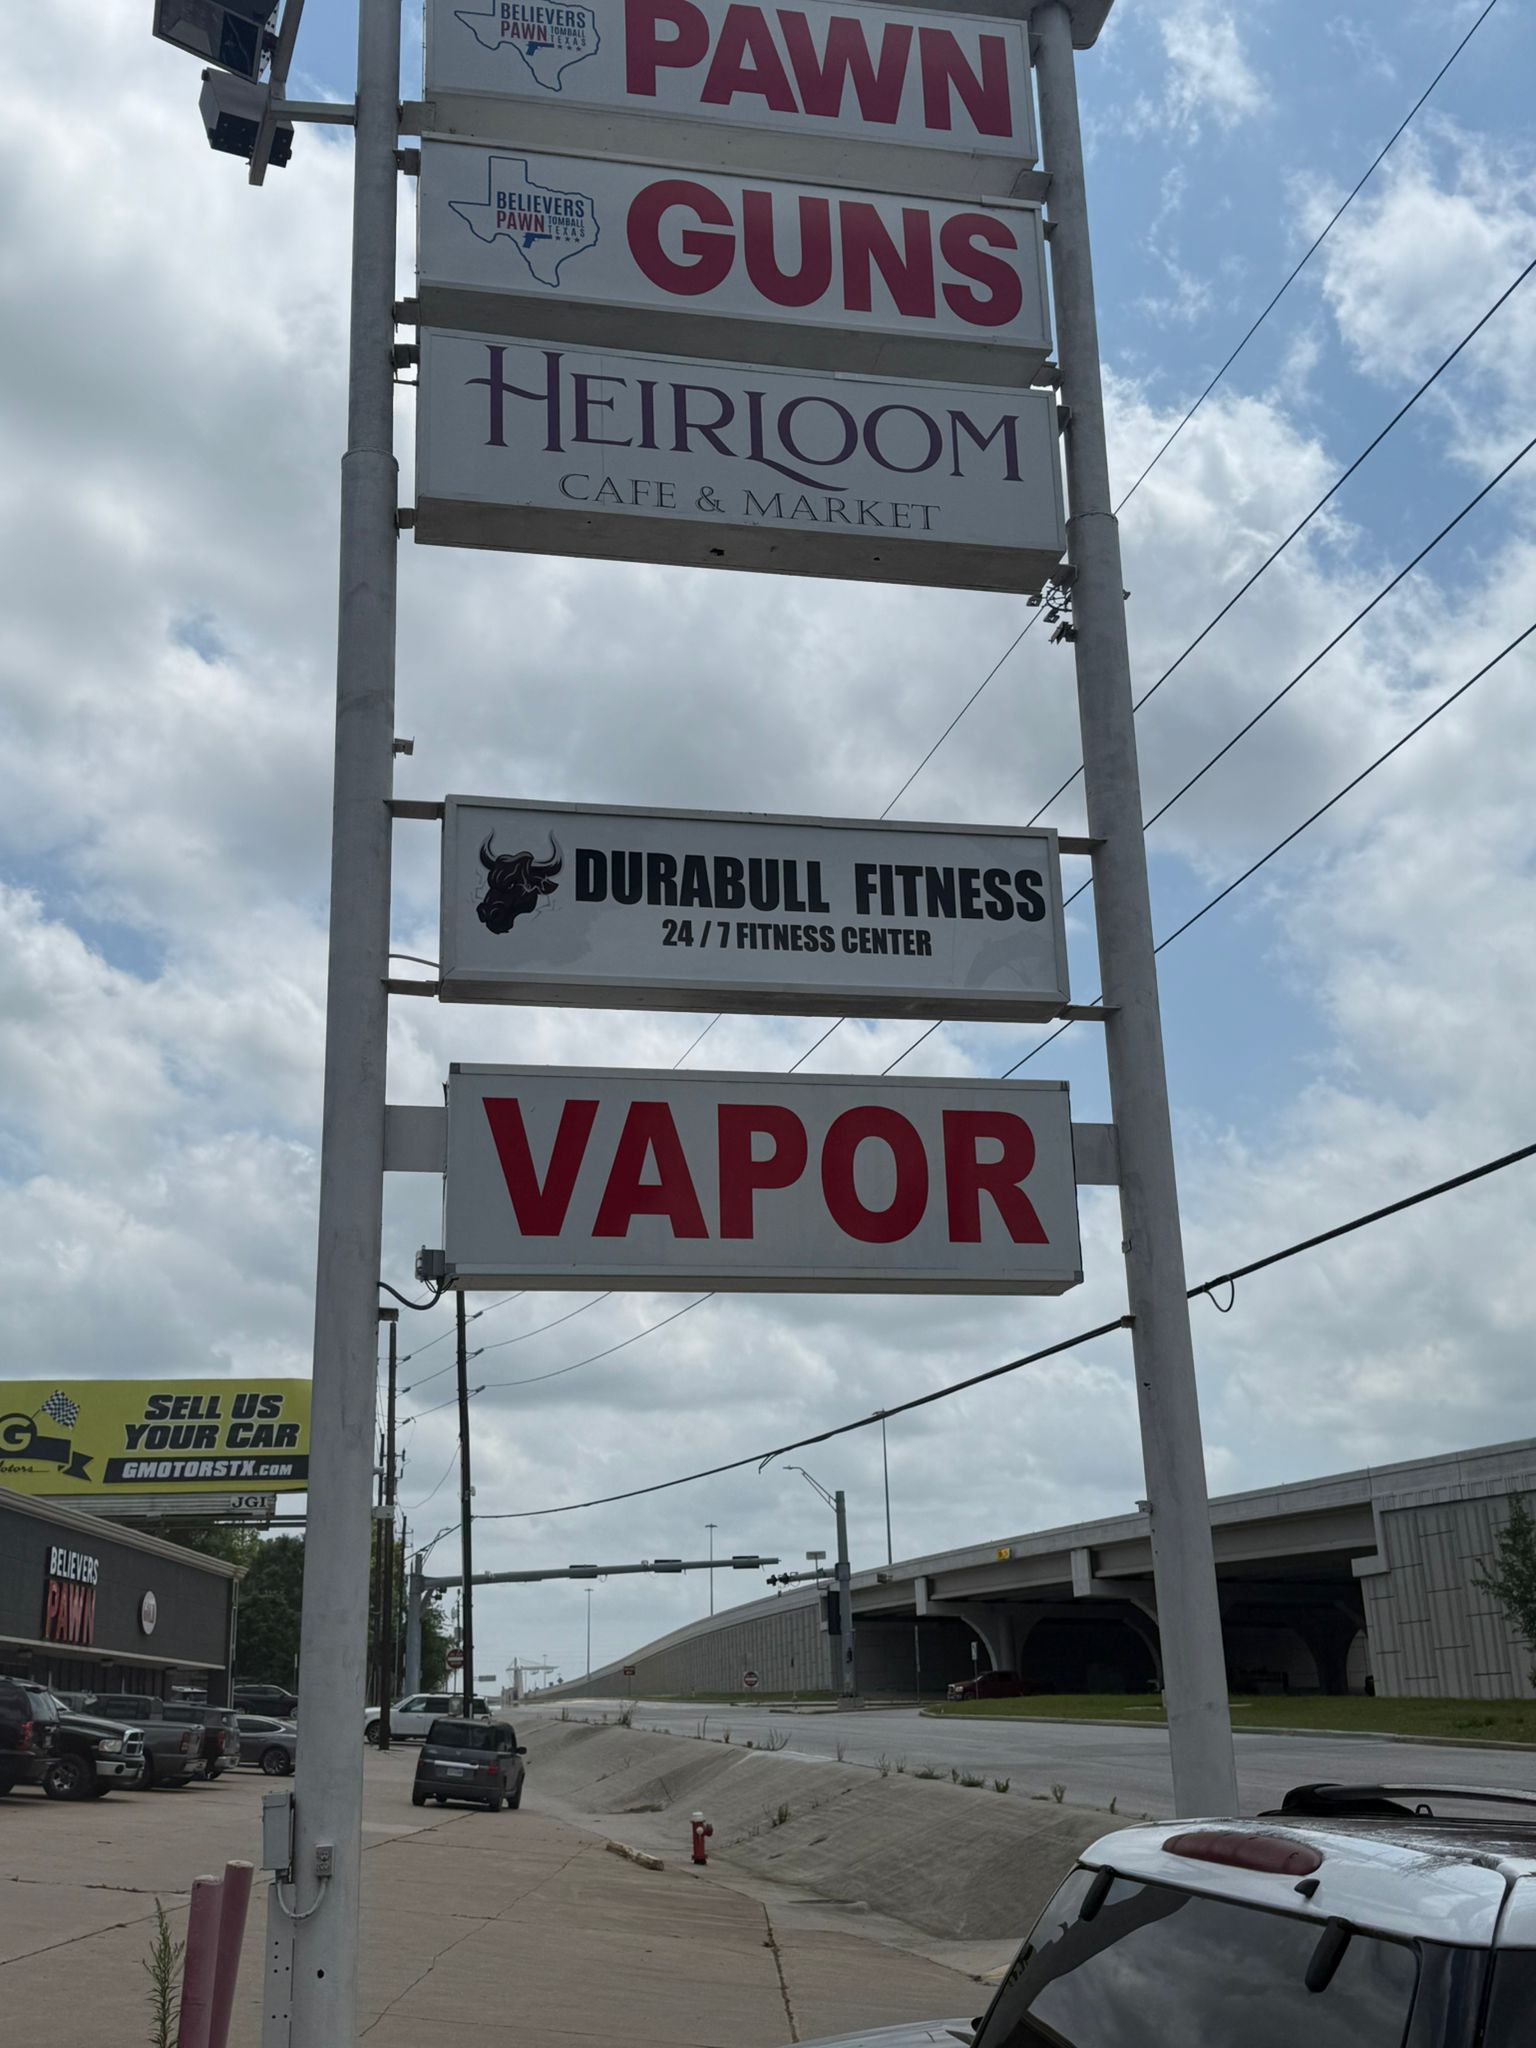 BELIEVERS
PAWN TOMBALL
TEXAS
PAWN
BELIEVERS
PAWN TOMBALL
TEXAS
GUNS
HEIRLOOM
CAFE & MARKET
DURABULL FITNESS
24 / 7 FITNESS CENTER
VAPOR
G
SELL US
YOUR CAR
GMOTORSTX.COM
JGI
BELIEVERS
PAWN